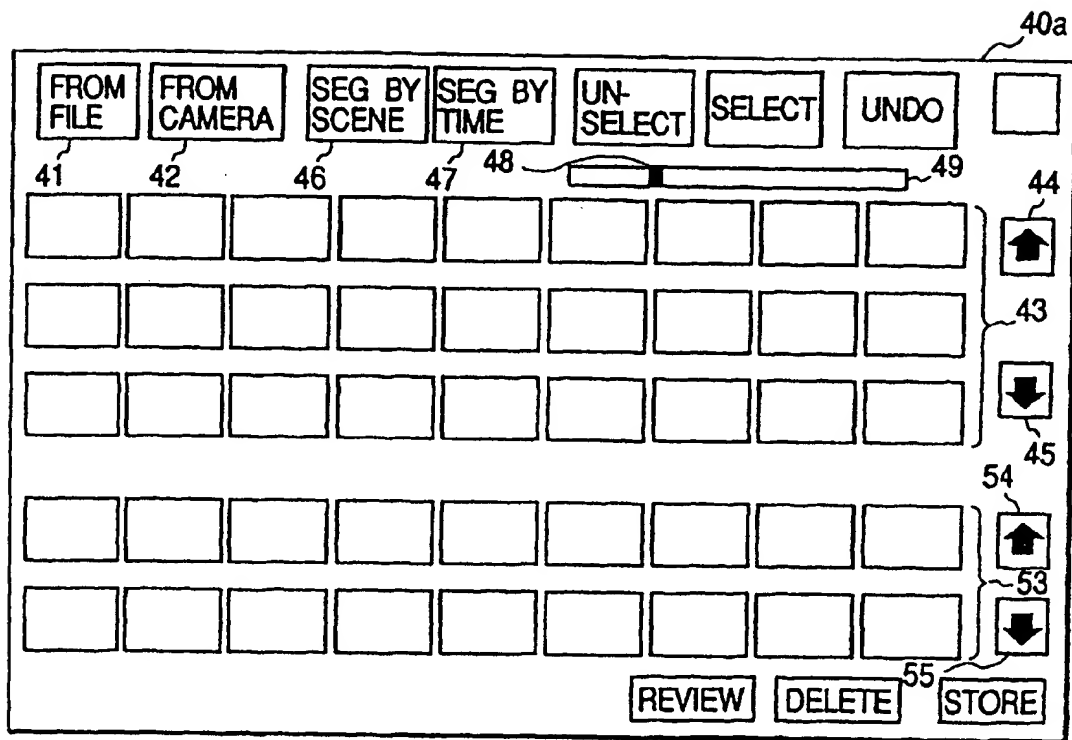 40a
FROM
FILE
FROM
CAMERA
SEG BY
SCENE
SEG BY
TIME
UN-
SELECT
SELECT
UNDO
41
42
46
47
48
49
44
43
45
54
53
55
REVIEW
DELETE
STORE